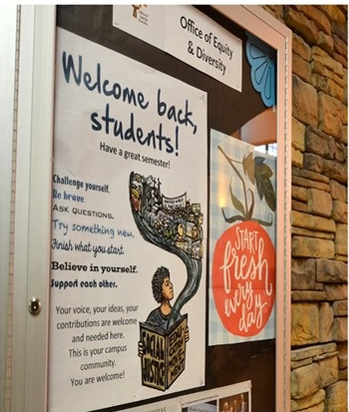 Office of Equity
& Diversity
Welcome back,
students!
Have a great semester!
Challenge yourself.
Be brave.
ASK QUESTIONS.
Try something new.
Finish what you start.
Believe in yourself.
Support each other.
Your voice, your ideas, your
contributions are welcome
and needed here.
This is your campus
community.
You are welcome!
SOCIAL
JUSTICE
START
fresh
every
day